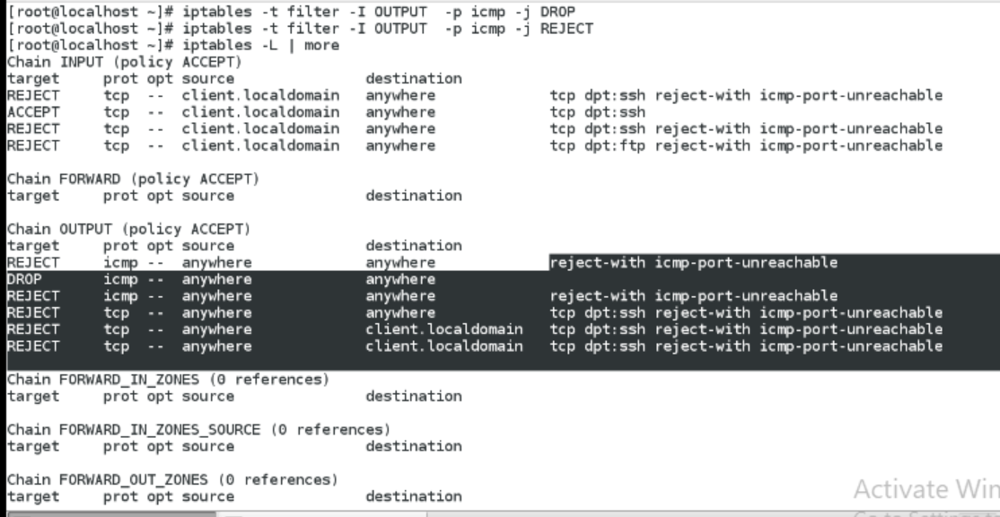 [root@localhost ~]# iptables -t filter -I OUTPUT  -p icmp -j DROP
[root@localhost ~]# iptables -t filter -I OUTPUT  -p icmp -j REJECT
[root@localhost ~]# iptables -L | more
Chain INPUT (policy ACCEPT)
target     prot opt source               destination
REJECT     tcp  --  client.localdomain   anywhere             tcp dpt:ssh reject-with icmp-port-unreachable
ACCEPT     tcp  --  client.localdomain   anywhere             tcp dpt:ssh
REJECT     tcp  --  client.localdomain   anywhere             tcp dpt:ssh reject-with icmp-port-unreachable
REJECT     tcp  --  client.localdomain   anywhere             tcp dpt:ftp reject-with icmp-port-unreachable
Chain FORWARD (policy ACCEPT)
target     prot opt source               destination
Chain OUTPUT (policy ACCEPT)
target     prot opt source               destination
REJECT     icmp --  anywhere             anywhere             reject-with icmp-port-unreachable
DROP       icmp --  anywhere             anywhere
REJECT     icmp --  anywhere             anywhere             reject-with icmp-port-unreachable
REJECT     tcp  --  anywhere             anywhere             tcp dpt:ssh reject-with icmp-port-unreachable
REJECT     tcp  --  anywhere             client.localdomain   tcp dpt:ssh reject-with icmp-port-unreachable
REJECT     tcp  --  anywhere             client.localdomain   tcp dpt:ssh reject-with icmp-port-unreachable
Chain FORWARD_IN_ZONES (0 references)
target     prot opt source               destination
Chain FORWARD_IN_ZONES_SOURCE (0 references)
target     prot opt source               destination
Chain FORWARD_OUT_ZONES (0 references)
target     prot opt source               destination
Activate Win